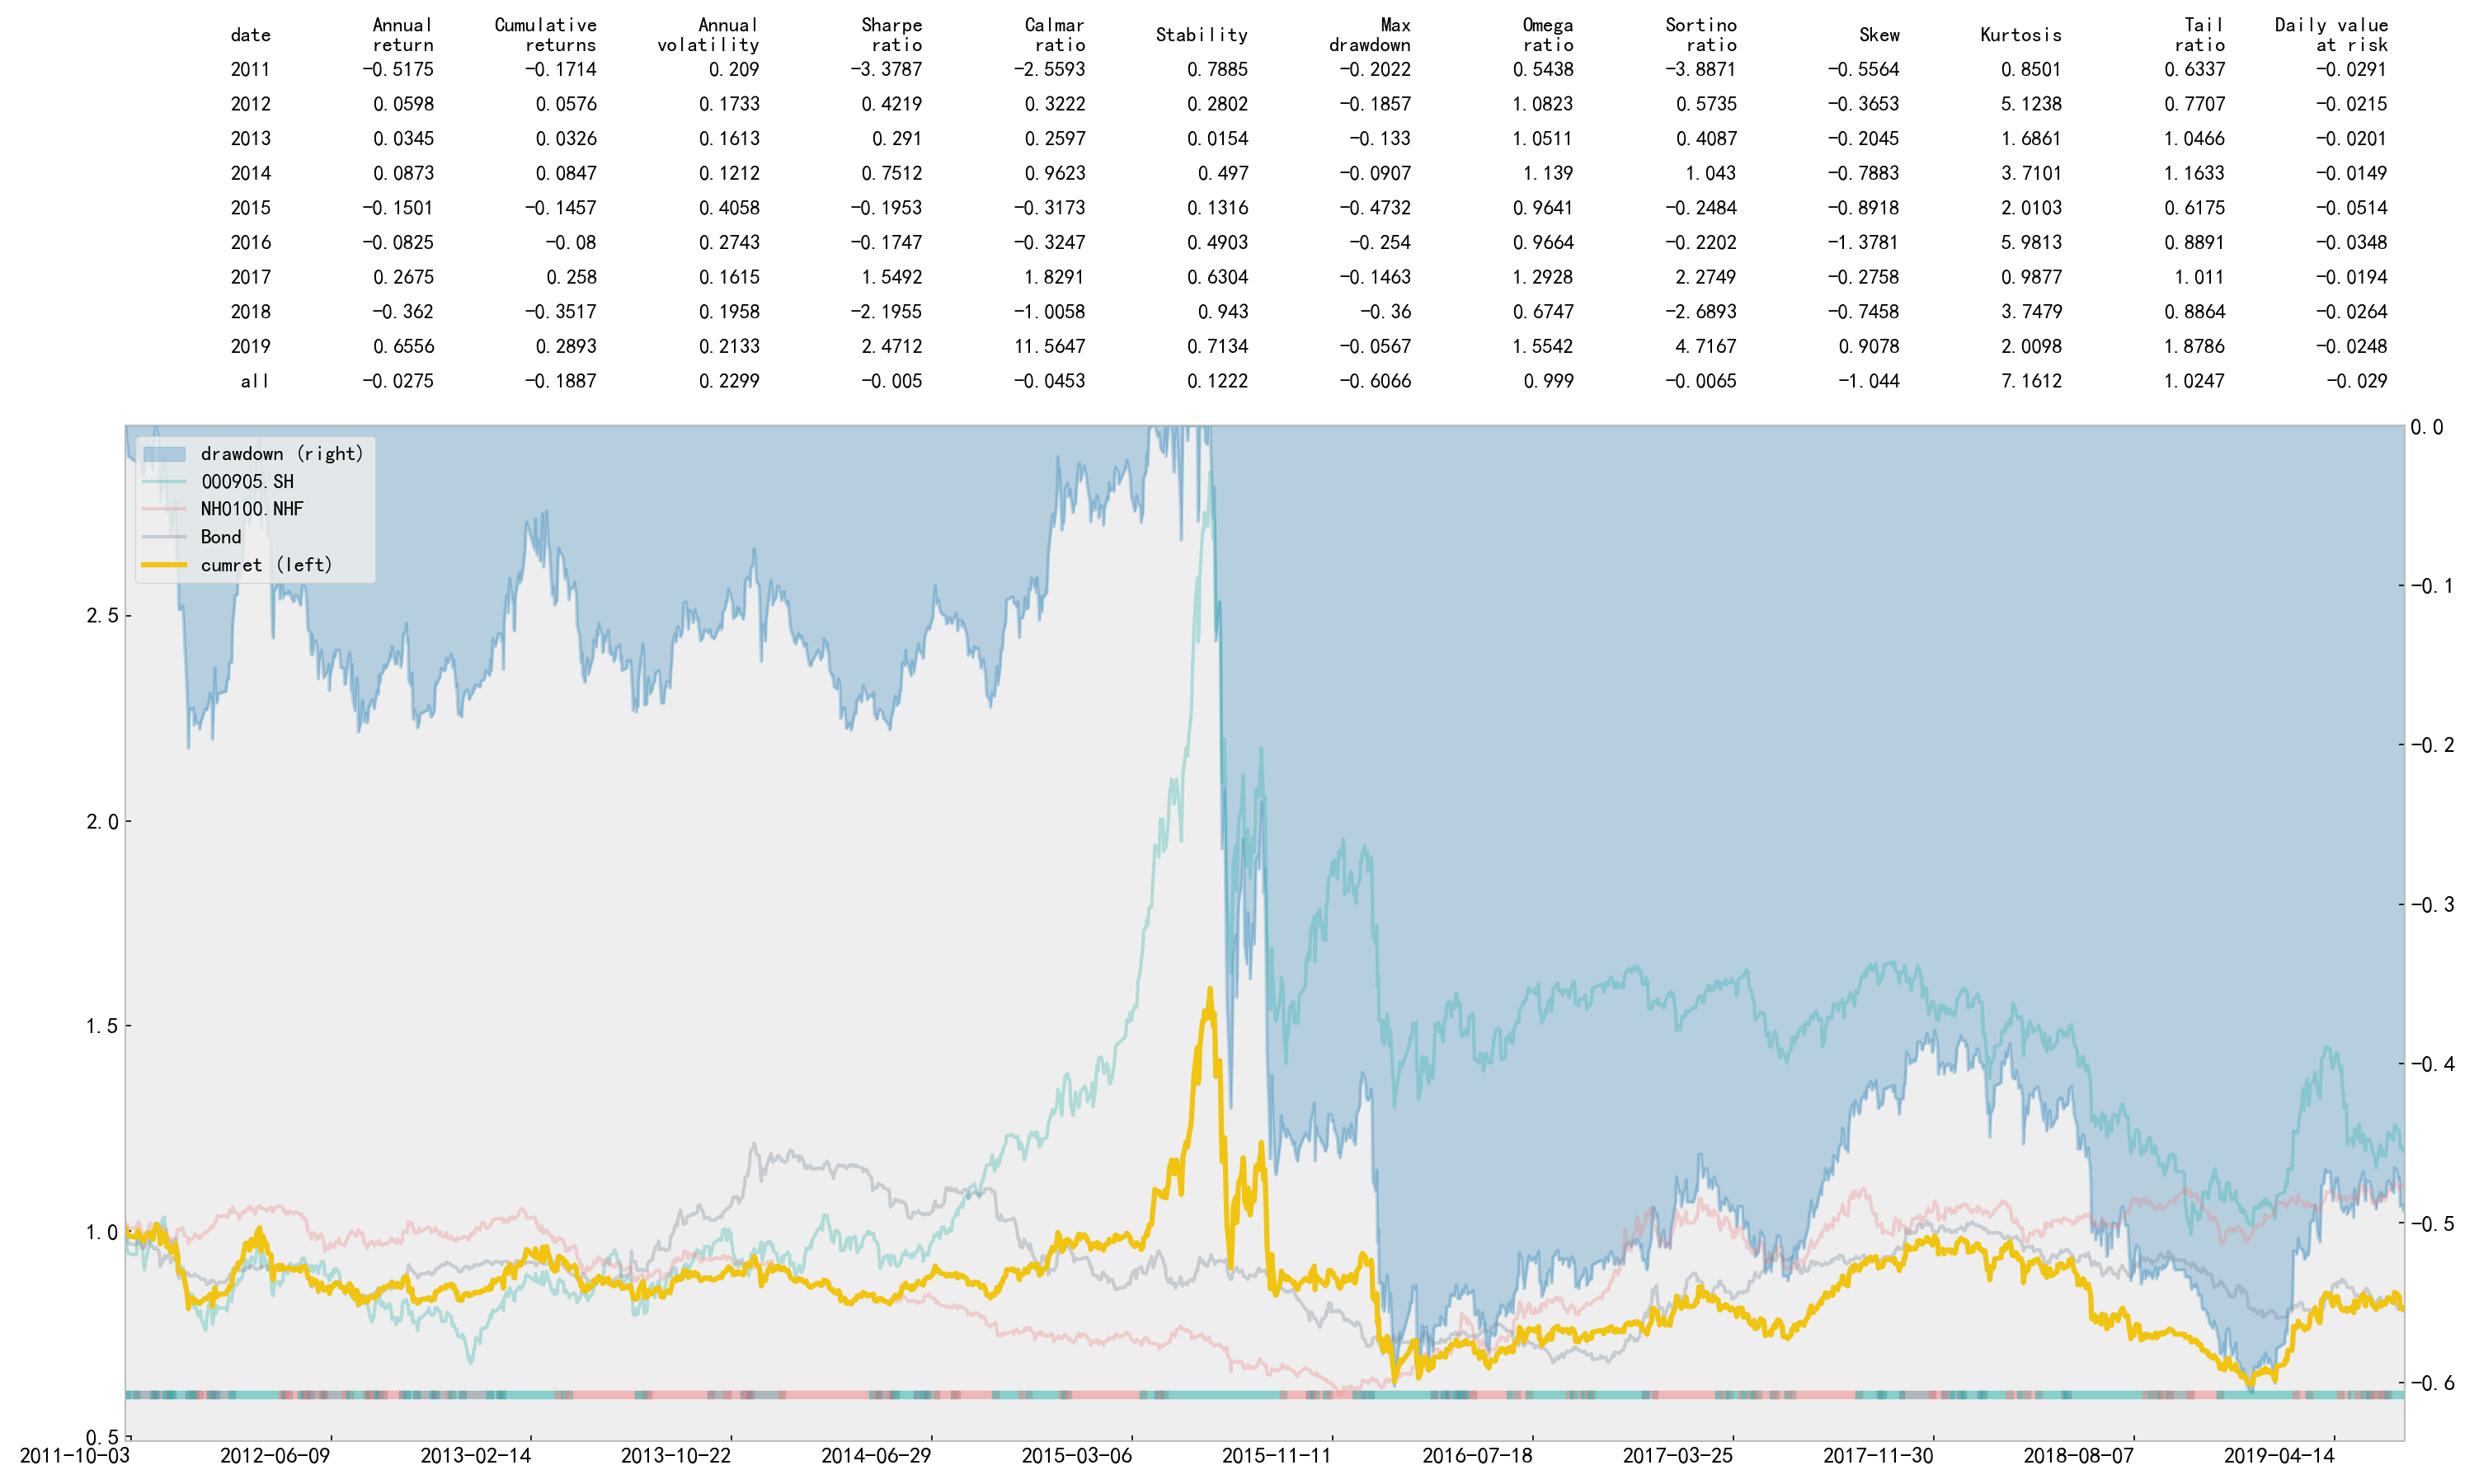 date Annual return Cumulative returns Annual volatility Sharpe ratio Calmar ratio Stability Max drawdown Omega ratio Sortino ratio Skew Kurtosis Tail ratio Daily value at risk
2011 -0.5175 -0.1714 0.209 -3.3787 -2.5593 0.7885 -0.2022 0.5438 -3.8871 -0.5564 0.8501 0.6337 -0.0291
2012 0.0598 0.0576 0.1733 0.4219 0.3222 0.2802 -0.1857 1.0823 0.5735 -0.3653 5.1238 0.7707 -0.0215
2013 0.0345 0.0326 0.1613 0.291 0.2597 0.0154 -0.133 1.0511 0.4087 -0.2045 1.6861 1.0466 -0.0201
2014 0.0873 0.0847 0.1212 0.7512 0.9623 0.497 -0.0907 1.139 1.043 -0.7883 3.7101 1.1633 -0.0149
2015 -0.1501 -0.1457 0.4058 -0.1953 -0.3173 0.1316 -0.4732 0.9641 -0.2484 -0.8918 2.0103 0.6175 -0.0514
2016 -0.0825 -0.08 0.2743 -0.1747 -0.3247 0.4903 -0.254 0.9664 -0.2202 -1.3781 5.9813 0.8891 -0.0348
2017 0.2675 0.258 0.1615 1.5492 1.8291 0.6304 -0.1463 1.2928 2.2749 -0.2758 0.9877 1.011 -0.0194
2018 -0.362 -0.3517 0.1958 -2.1955 -1.0058 0.943 -0.36 0.6747 -2.6893 -0.7458 3.7479 0.8864 -0.0264
2019 0.6556 0.2893 0.2133 2.4712 11.5647 0.7134 -0.0567 1.5542 4.7167 0.9078 2.0098 1.8786 -0.0248
all -0.0275 -0.1887 0.2299 -0.005 -0.0453 0.1222 -0.6066 0.999 -0.0065 -1.044 7.1612 1.0247 -0.029
drawdown (right)
000905.SH
NH0100.NHF
Bond
cumret (left)
2.5
2.0
1.5
1.0
0.5
0.0
-0.1
-0.2
-0.3
-0.4
-0.5
-0.6
2011-10-03 2012-06-09 2013-02-14 2013-10-22 2014-06-29 2015-03-06 2015-11-11 2016-07-18 2017-03-25 2017-11-30 2018-08-07 2019-04-14